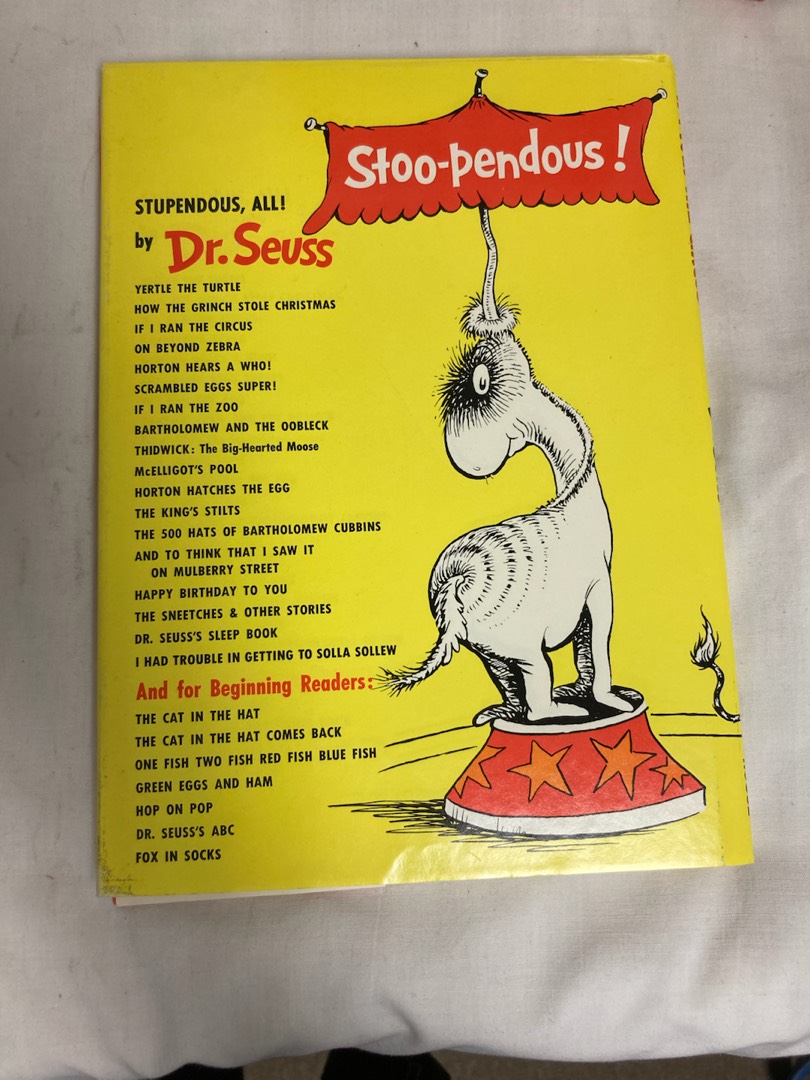 Stoo-pendous!
STUPENDOUS, ALL!
by Dr. Seuss
YERTLE THE TURTLE
HOW THE GRINCH STOLE CHRISTMAS
IF I RAN THE CIRCUS
ON BEYOND ZEBRA
HORTON HEARS A WHO!
SCRAMBLED EGGS SUPER!
IF I RAN THE ZOO
BARTHOLOMEW AND THE OOBLECK
THIDWICK: The Big-Hearted Moose
McELLIGOT'S POOL
HORTON HATCHES THE EGG
THE KING'S STILTS
THE 500 HATS OF BARTHOLOMEW CUBBINS
AND TO THINK THAT I SAW IT
ON MULBERRY STREET
HAPPY BIRTHDAY TO YOU
THE SNEETCHES & OTHER STORIES
DR. SEUSS'S SLEEP BOOK
I HAD TROUBLE IN GETTING TO SOLLA SOLLEW
And for Beginning Readers:
THE CAT IN THE HAT
THE CAT IN THE HAT COMES BACK
ONE FISH TWO FISH RED FISH BLUE FISH
GREEN EGGS AND HAM
HOP ON POP
DR. SEUSS'S ABC
FOX IN SOCKS